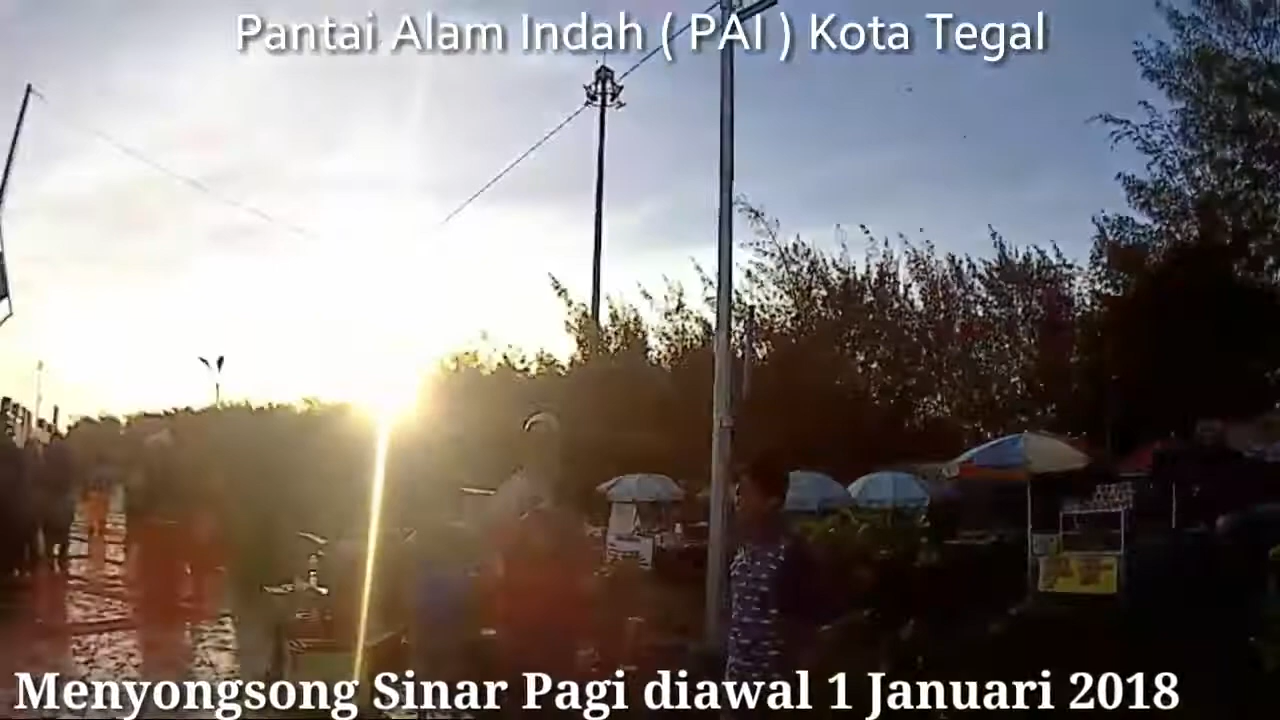 Pantai Alam Indah ( PAI ) Kota Tegal
Menyongsong Sinar Pagi diawal 1 Januari 2018